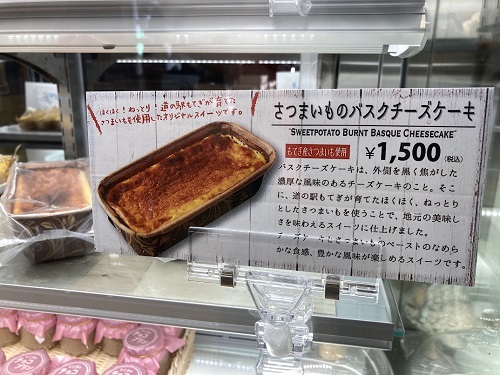 ほくほく!ねっとり!道の駅もてぎが育てた
さつまいもを使用したオリジナルスイーツです。
さつまいものバスクチーズケーキ
"SWEETPOTATO BURNT BASQUE CHEESECAKE"
もてぎ産さつまいも使用
¥1,500(税込)
バスクチーズケーキは、外側を黒く焦がした
濃厚な風味のあるチーズケーキのこと。そこ
に、道の駅もてぎが育てたほくほく、ねっとり
としたさつまいもを使うことで、地元の美味し
さを味わえるスイーツに仕上げました。
チーズケーキとさつまいものペーストのなめら
かな食感、豊かな風味が楽しめるスイーツです。